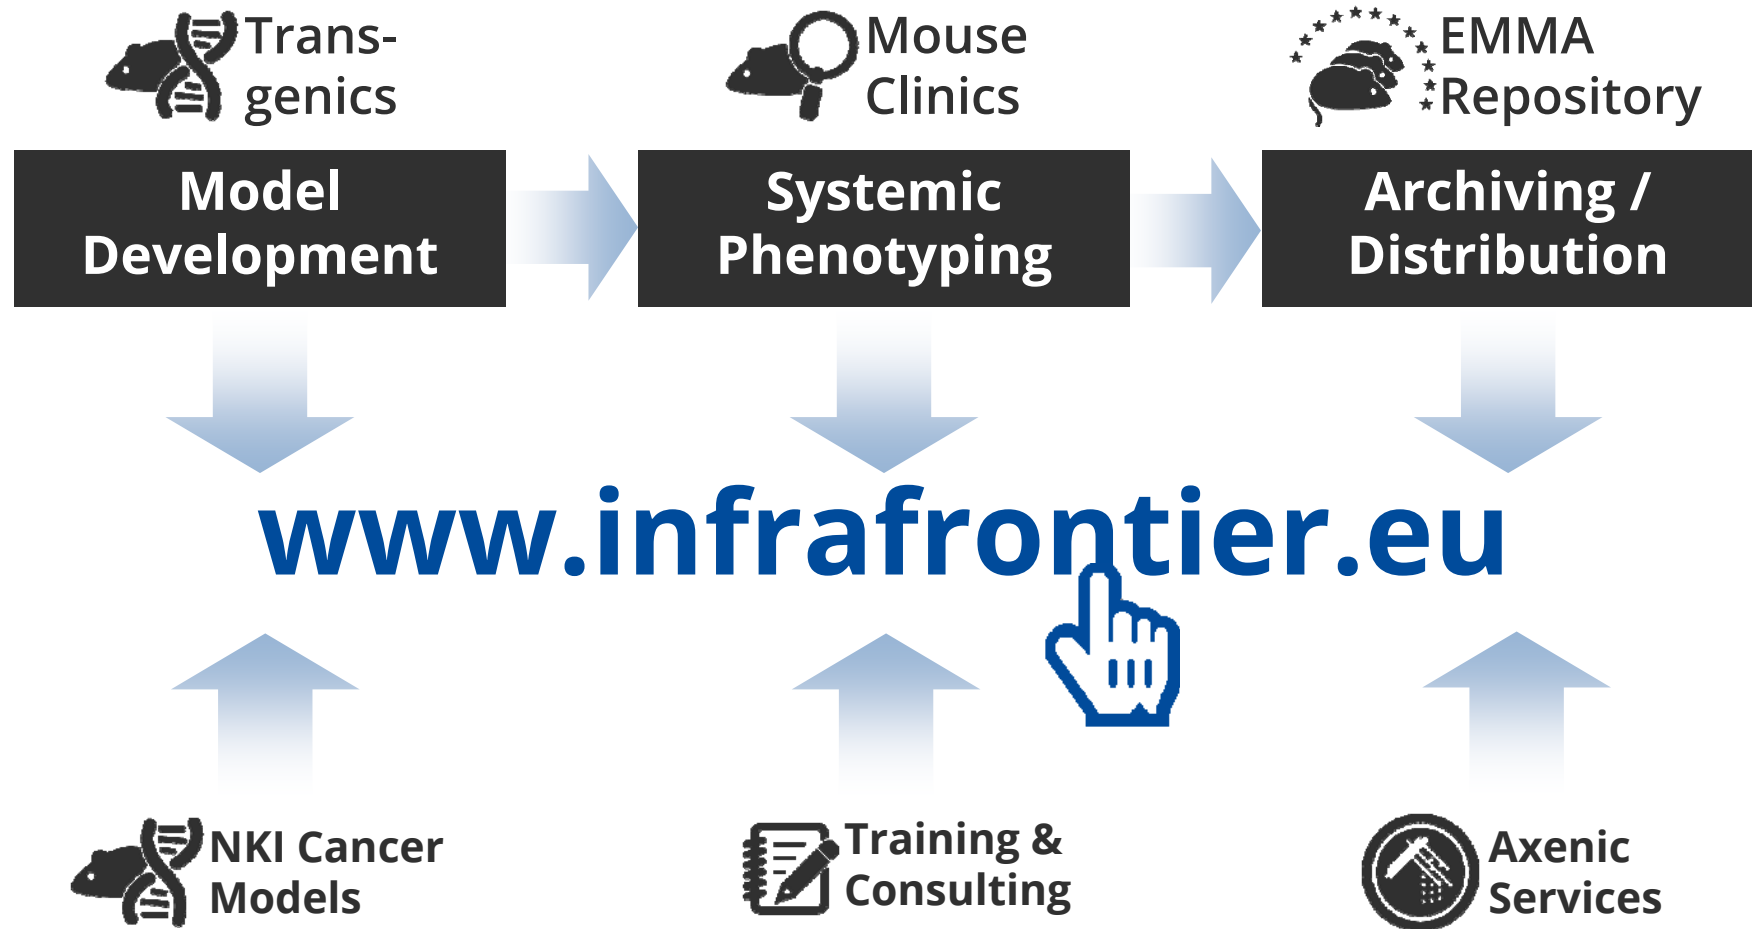 Trans-
genics
Mouse
Clinics
EMMA
Repository
Model
Development
Systemic
Phenotyping
Archiving /
Distribution
www.infrafrontier.eu
NKI Cancer
Models
Training &
Consulting
Axenic
Services